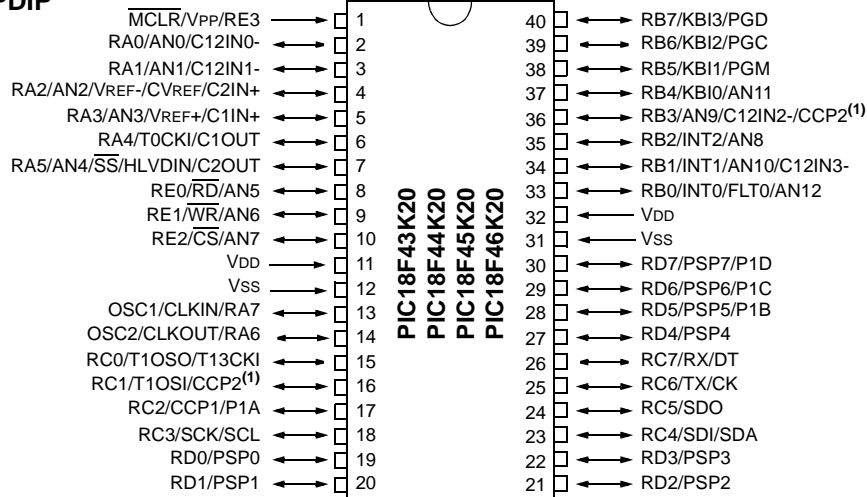 PDIP
MCLR/VPP/RE3 1
RA0/AN0/C12IN0- 2
RA1/AN1/C12IN1- 3
RA2/AN2/VREF-/CVREF/C2IN+ 4
RA3/AN3/VREF+/C1IN+ 5
RA4/T0CKI/C1OUT 6
RA5/AN4/SS/HLVDIN/C2OUT 7
RE0/RD/AN5 8
RE1/WR/AN6 9
RE2/CS/AN7 10
VDD 11
VSS 12
OSC1/CLKIN/RA7 13
OSC2/CLKOUT/RA6 14
RC0/T1OSO/T13CKI 15
RC1/T1OSI/CCP2(1) 16
RC2/CCP1/P1A 17
RC3/SCK/SCL 18
RD0/PSP0 19
RD1/PSP1 20
PIC18F43K20
PIC18F44K20
PIC18F45K20
PIC18F46K20
40 RB7/KBI3/PGD
39 RB6/KBI2/PGC
38 RB5/KBI1/PGM
37 RB4/KBI0/AN11
36 RB3/AN9/C12IN2-/CCP2(1)
35 RB2/INT2/AN8
34 RB1/INT1/AN10/C12IN3-
33 RB0/INT0/FLT0/AN12
32 VDD
31 VSS
30 RD7/PSP7/P1D
29 RD6/PSP6/P1C
28 RD5/PSP5/P1B
27 RD4/PSP4
26 RC7/RX/DT
25 RC6/TX/CK
24 RC5/SDO
23 RC4/SDI/SDA
22 RD3/PSP3
21 RD2/PSP2